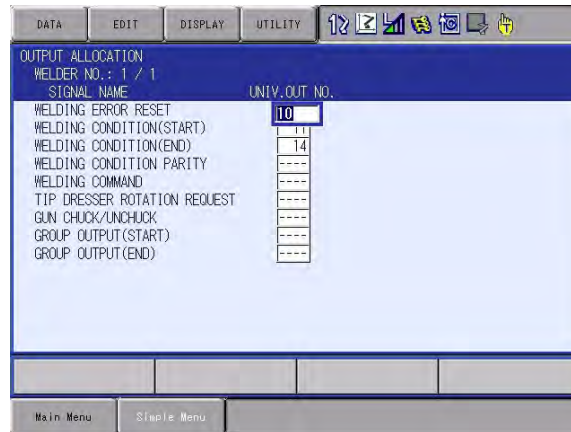 DATA EDIT DISPLAY UTILITY
OUTPUT ALLOCATION
WELDER NO.: 1 / 1
SIGNAL NAME UNIV.OUT NO.
WELDING ERROR RESET 10
WELDING CONDITION(START) 11
WELDING CONDITION(END) 14
WELDING CONDITION PARITY ----
WELDING COMMAND ----
TIP DRESSER ROTATION REQUEST ----
GUN CHUCK/UNCHUCK ----
GROUP OUTPUT(START) ----
GROUP OUTPUT(END) ----
Main Menu Simple Menu